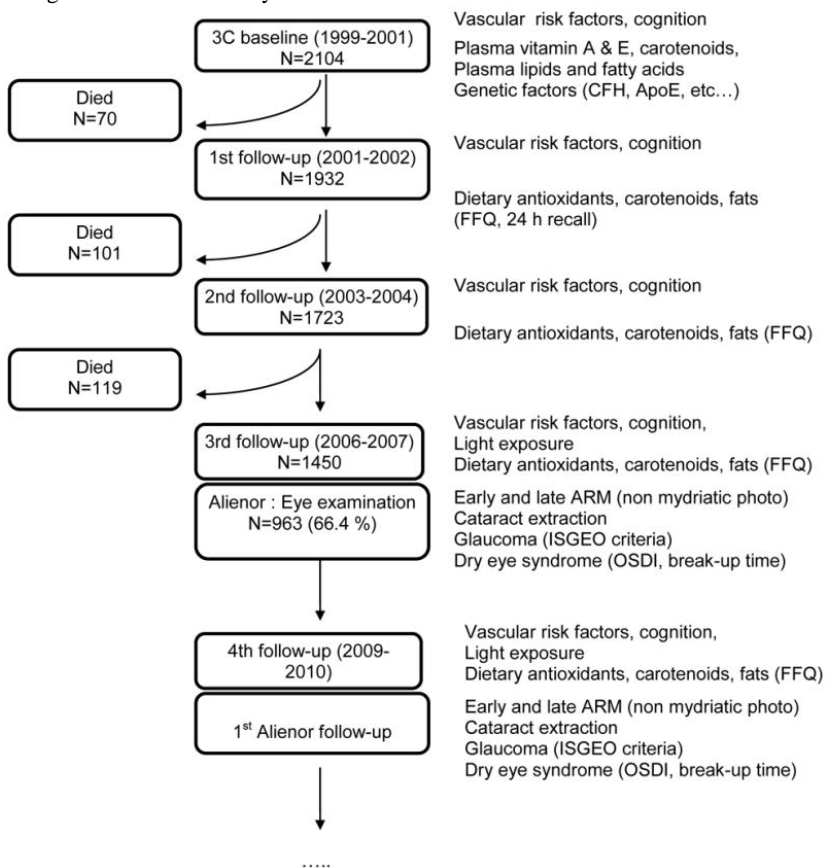 3C baseline (1999-2001)
N=2104
Vascular risk factors, cognition
Plasma vitamin A & E, carotenoids,
Plasma lipids and fatty acids
Genetic factors (CFH, ApoE, etc…)
Died
N=70
1st follow-up (2001-2002)
N=1932
Vascular risk factors, cognition
Dietary antioxidants, carotenoids, fats
(FFQ, 24 h recall)
Died
N=101
2nd follow-up (2003-2004)
N=1723
Vascular risk factors, cognition
Dietary antioxidants, carotenoids, fats (FFQ)
Died
N=119
3rd follow-up (2006-2007)
N=1450
Vascular risk factors, cognition,
Light exposure
Dietary antioxidants, carotenoids, fats (FFQ)
Alienor : Eye examination
N=963 (66.4 %)
Early and late ARM (non mydriatic photo)
Cataract extraction
Glaucoma (ISGEO criteria)
Dry eye syndrome (OSDI, break-up time)
4th follow-up (2009-
2010)
Vascular risk factors, cognition,
Light exposure
Dietary antioxidants, carotenoids, fats (FFQ)
1st Alienor follow-up
Early and late ARM (non mydriatic photo)
Cataract extraction
Glaucoma (ISGEO criteria)
Dry eye syndrome (OSDI, break-up time)
.....